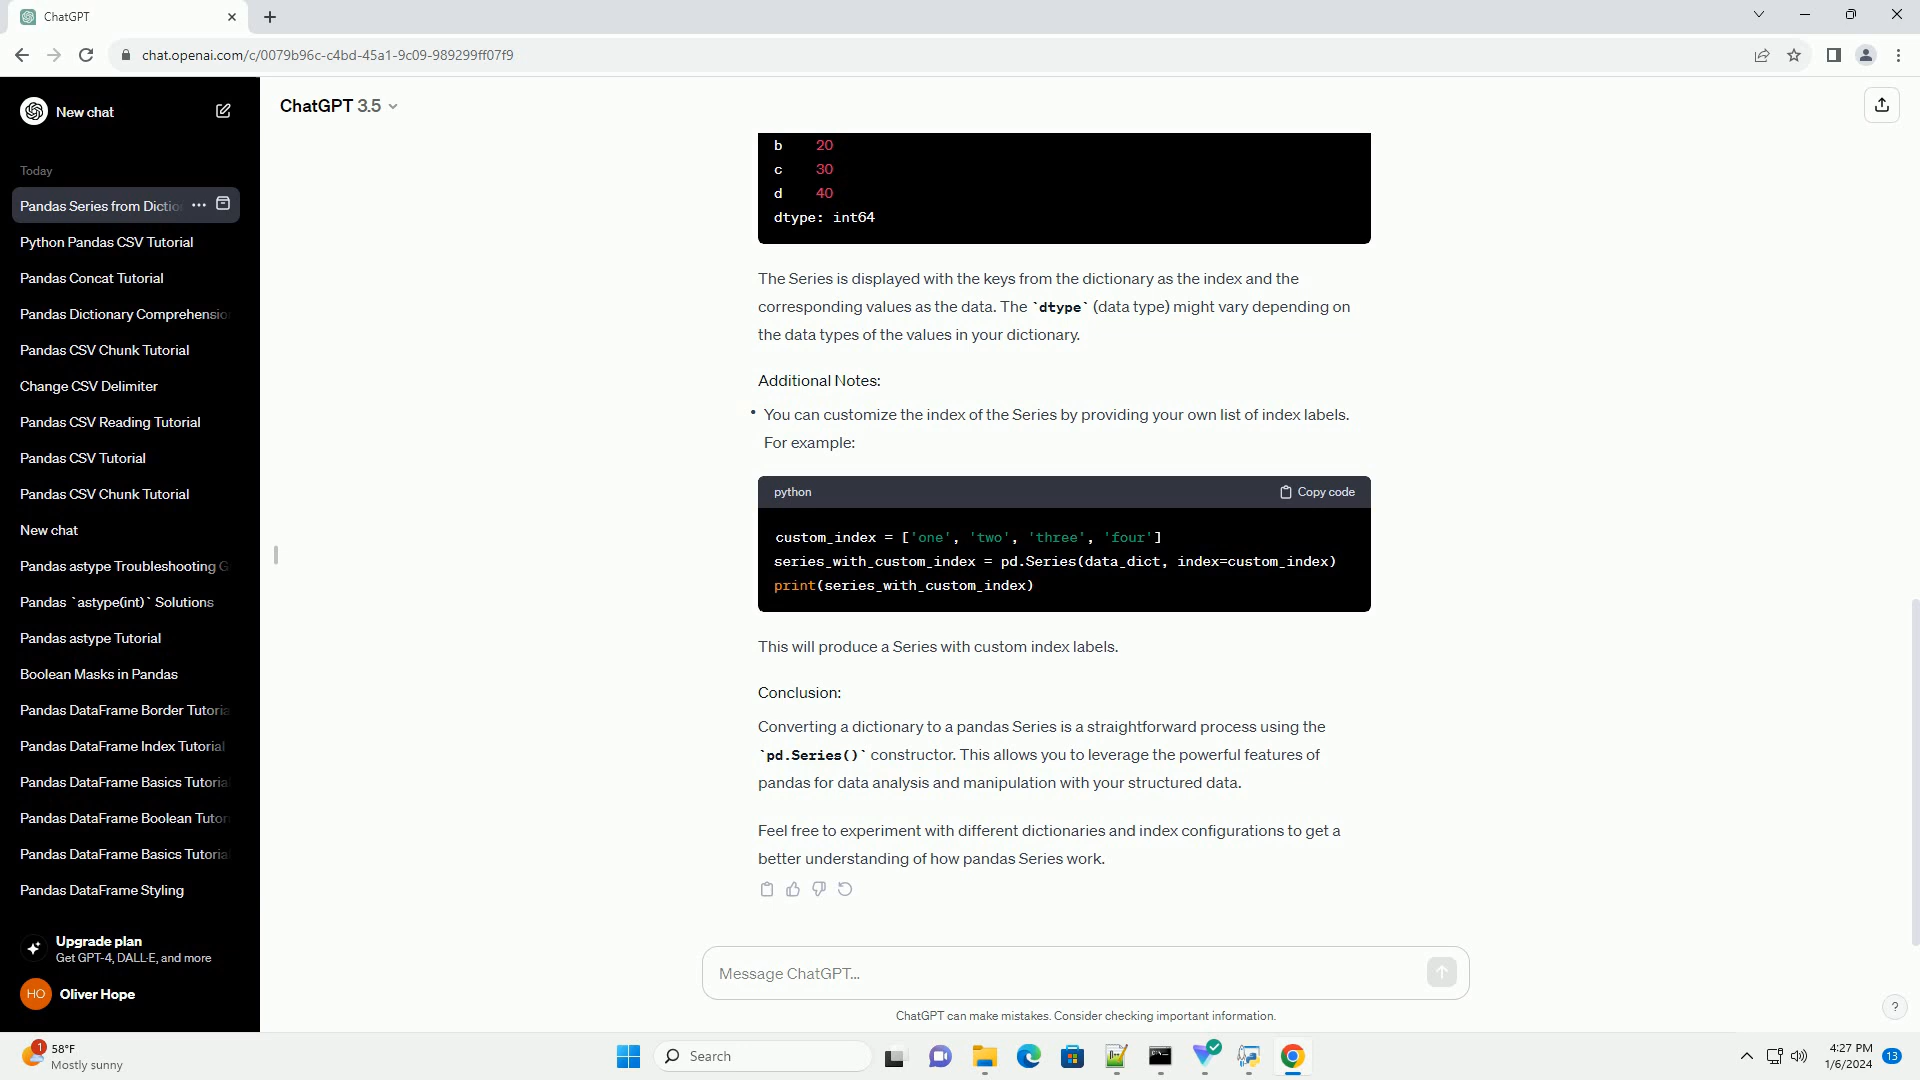 ChatGPT
chat.openai.com/c/0079b96c-c4bd-45a1-9c09-989299ff07f9
New chat
Today
Pandas Series from Dictio
Python Pandas CSV Tutorial
Pandas Concat Tutorial
Pandas Dictionary Comprehension
Pandas CSV Chunk Tutorial
Change CSV Delimiter
Pandas CSV Reading Tutorial
Pandas CSV Tutorial
Pandas CSV Chunk Tutorial
New chat
Pandas astype Troubleshooting G
Pandas `astype(int)` Solutions
Pandas astype Tutorial
Boolean Masks in Pandas
Pandas DataFrame Border Tutoria
Pandas DataFrame Index Tutorial
Pandas DataFrame Basics Tutoria
Pandas DataFrame Boolean Tutor
Pandas DataFrame Basics Tutoria
Pandas DataFrame Styling
Upgrade plan
Get GPT-4, DALL·E, and more
HO Oliver Hope
ChatGPT 3.5
b 20
c 30
d 40
dtype: int64
The Series is displayed with the keys from the dictionary as the index and the
corresponding values as the data. The `dtype` (data type) might vary depending on
the data types of the values in your dictionary.
Additional Notes:
• You can customize the index of the Series by providing your own list of index labels.
For example:
python Copy code
custom_index = ['one', 'two', 'three', 'four']
series_with_custom_index = pd.Series(data_dict, index=custom_index)
print(series_with_custom_index)
This will produce a Series with custom index labels.
Conclusion:
Converting a dictionary to a pandas Series is a straightforward process using the
`pd.Series()` constructor. This allows you to leverage the powerful features of
pandas for data analysis and manipulation with your structured data.
Feel free to experiment with different dictionaries and index configurations to get a
better understanding of how pandas Series work.
Message ChatGPT...
ChatGPT can make mistakes. Consider checking important information.
?
1
58°F
Mostly sunny
Search
4:27 PM
1/6/2024
13